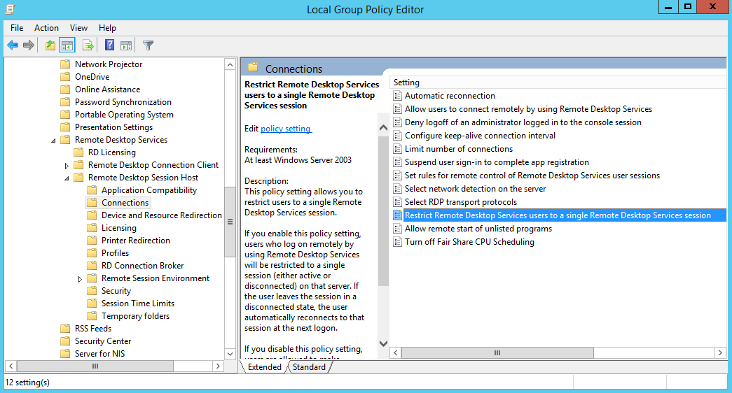 Local Group Policy Editor
File Action View Help
Network Projector
OneDrive
Online Assistance
Password Synchronization
Portable Operating System
Presentation Settings
Remote Desktop Services
RD Licensing
Remote Desktop Connection Client
Remote Desktop Session Host
Application Compatibility
Connections
Device and Resource Redirection
Licensing
Printer Redirection
Profiles
RD Connection Broker
Remote Session Environment
Security
Session Time Limits
Temporary folders
RSS Feeds
Security Center
Server for NIS
Connections
Restrict Remote Desktop Services
users to a single Remote Desktop
Services session
Edit policy setting
Requirements:
At least Windows Server 2003
Description:
This policy setting allows you to
restrict users to a single Remote
Desktop Services session.
If you enable this policy setting,
users who log on remotely by
using Remote Desktop Services
will be restricted to a single
session (either active or
disconnected) on that server. If
the user leaves the session in a
disconnected state, the user
automatically reconnects to that
session at the next logon.
If you disable this policy setting,
users are allowed to make
Setting
Automatic reconnection
Allow users to connect remotely by using Remote Desktop Services
Deny logoff of an administrator logged in to the console session
Configure keep-alive connection interval
Limit number of connections
Suspend user sign-in to complete app registration
Set rules for remote control of Remote Desktop Services user sessions
Select network detection on the server
Select RDP transport protocols
Restrict Remote Desktop Services users to a single Remote Desktop Services session
Allow remote start of unlisted programs
Turn off Fair Share CPU Scheduling
Extended Standard
12 setting(s)